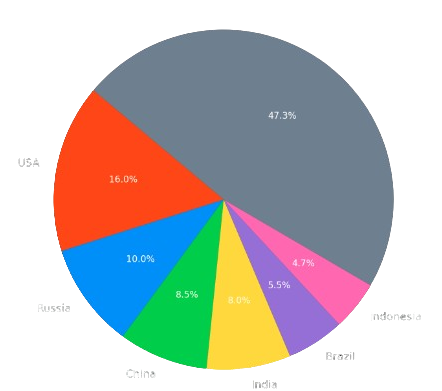 47.3%
USA
16.0%
10.0%
4.7%
5.5%
8.5%
8.0%
Russia
Indonesia
Brazil
China
India